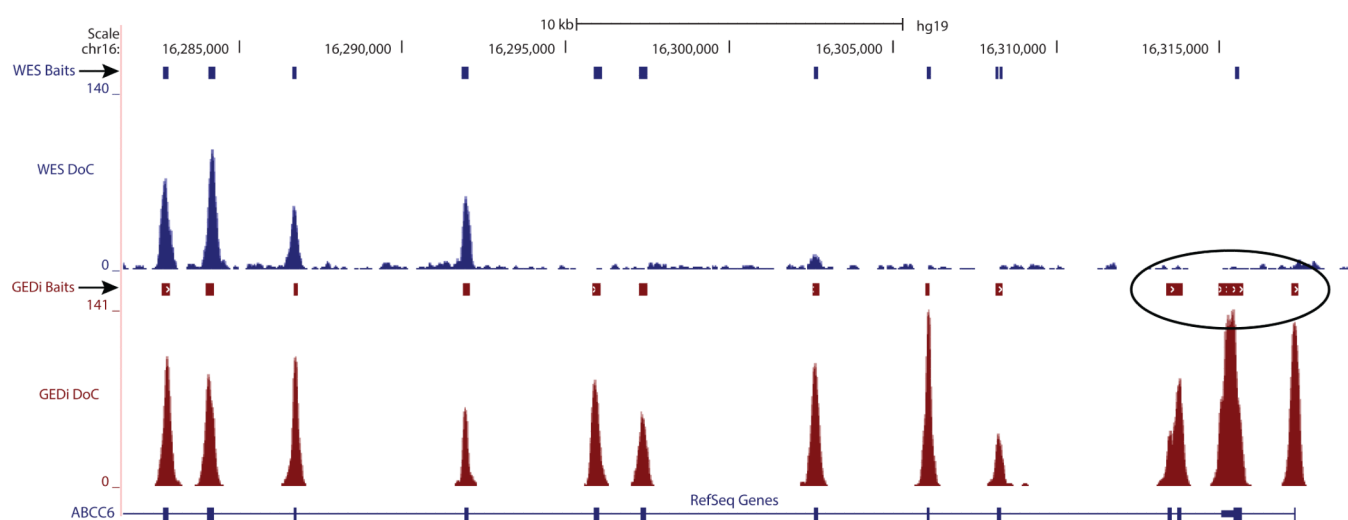 Scale 10 kb hg19
chr16: 16,285,000 16,290,000 16,295,000 16,300,000 16,305,000 16,310,000 16,315,000
WES Baits
140
WES DoC
0
GEDi Baits
141
GEDi DoC
0
RefSeq Genes
ABCC6